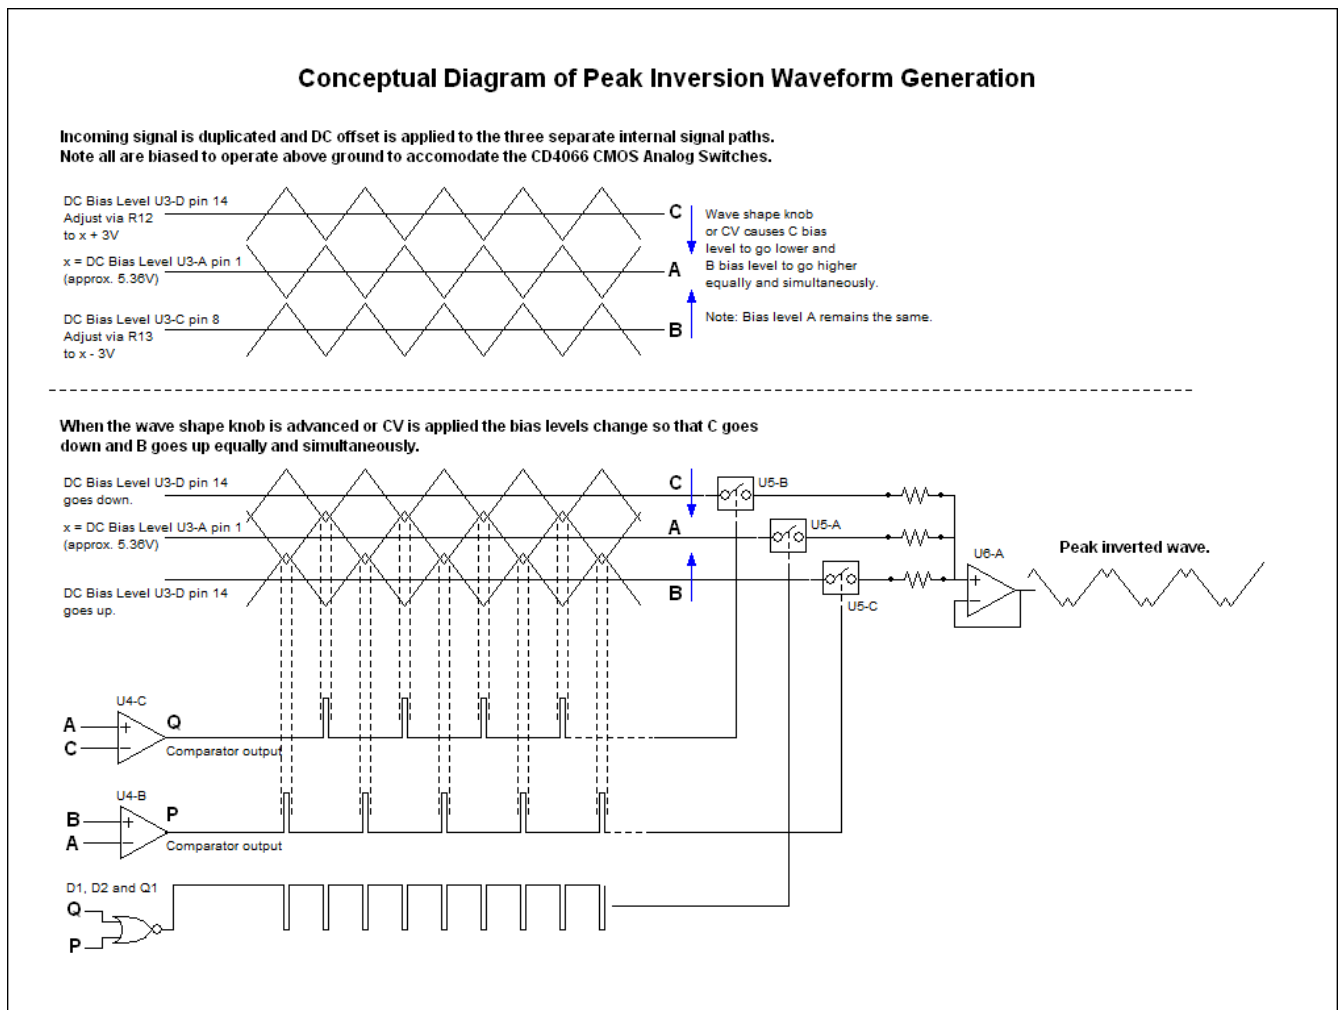 Conceptual Diagram of Peak Inversion Waveform Generation
Incoming signal is duplicated and DC offset is applied to the three separate internal signal paths.
Note all are biased to operate above ground to accomodate the CD4066 CMOS Analog Switches.
DC Bias Level U3-D pin 14
Adjust via R12
to x + 3V
C
Wave shape knob
or CV causes C bias
level to go lower and
B bias level to go higher
equally and simultaneously.
x = DC Bias Level U3-A pin 1
(approx. 5.36V)
A
DC Bias Level U3-C pin 8
Adjust via R13
to x - 3V
B
Note: Bias level A remains the same.
When the wave shape knob is advanced or CV is applied the bias levels change so that C goes
down and B goes up equally and simultaneously.
DC Bias Level U3-D pin 14
goes down.
C
U5-B
x = DC Bias Level U3-A pin 1
(approx. 5.36V)
A
U5-A
U6-A
Peak inverted wave.
DC Bias Level U3-D pin 14
goes up.
B
U5-C
+
−
U4-C
A
+
Q
C
−
Comparator output
U4-B
B
+
P
A
−
Comparator output
D1, D2 and Q1
Q
P